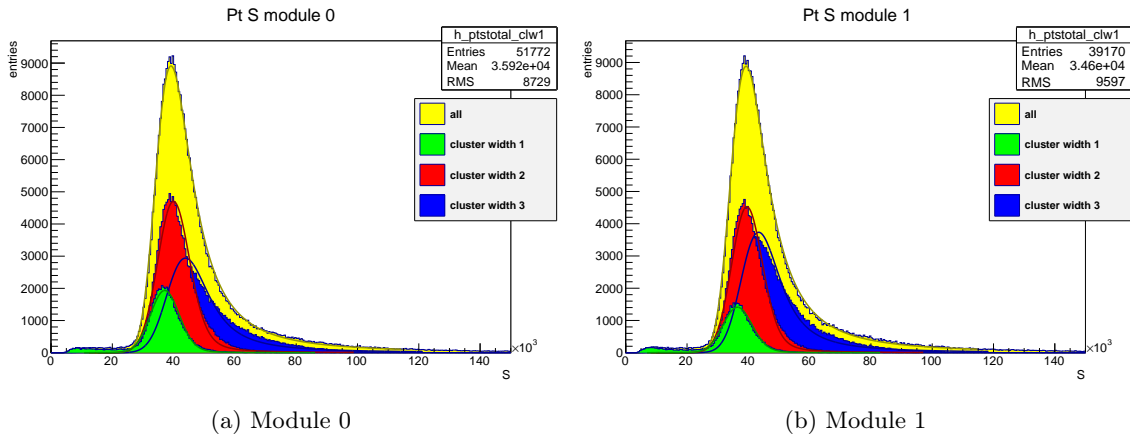 Pt S module 0
h_ptstotal_clw1
Entries 51772
Mean 3.592e+04
RMS 8729
entries
9000
8000
7000
6000
5000
4000
3000
2000
1000
0
all
cluster width 1
cluster width 2
cluster width 3
0 20 40 60 80 100 120 140
×10³
S
(a) Module 0
Pt S module 1
h_ptstotal_clw1
Entries 39170
Mean 3.46e+04
RMS 9597
entries
9000
8000
7000
6000
5000
4000
3000
2000
1000
0
all
cluster width 1
cluster width 2
cluster width 3
0 20 40 60 80 100 120 140
×10³
S
(b) Module 1